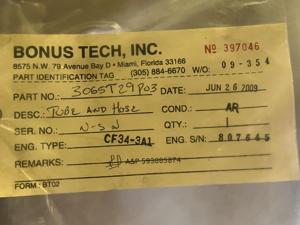 BONUS TECH, INC. Nº 397046
8575 N.W. 79 Avenue Bay D • Miami, Florida 33166
PART IDENTIFICATION TAG (305) 884-6670 W/O: 09-354
PART NO.: 3065T29P03 DATE: JUN 26 2009
DESC.: TUBE AND HOSE COND.: AR
SER. NO.: N-S-N QTY.: 1
ENG. TYPE: CF34-3A1 ENG. S/N: 807645
REMARKS: A&P 593885874
FORM: BT02